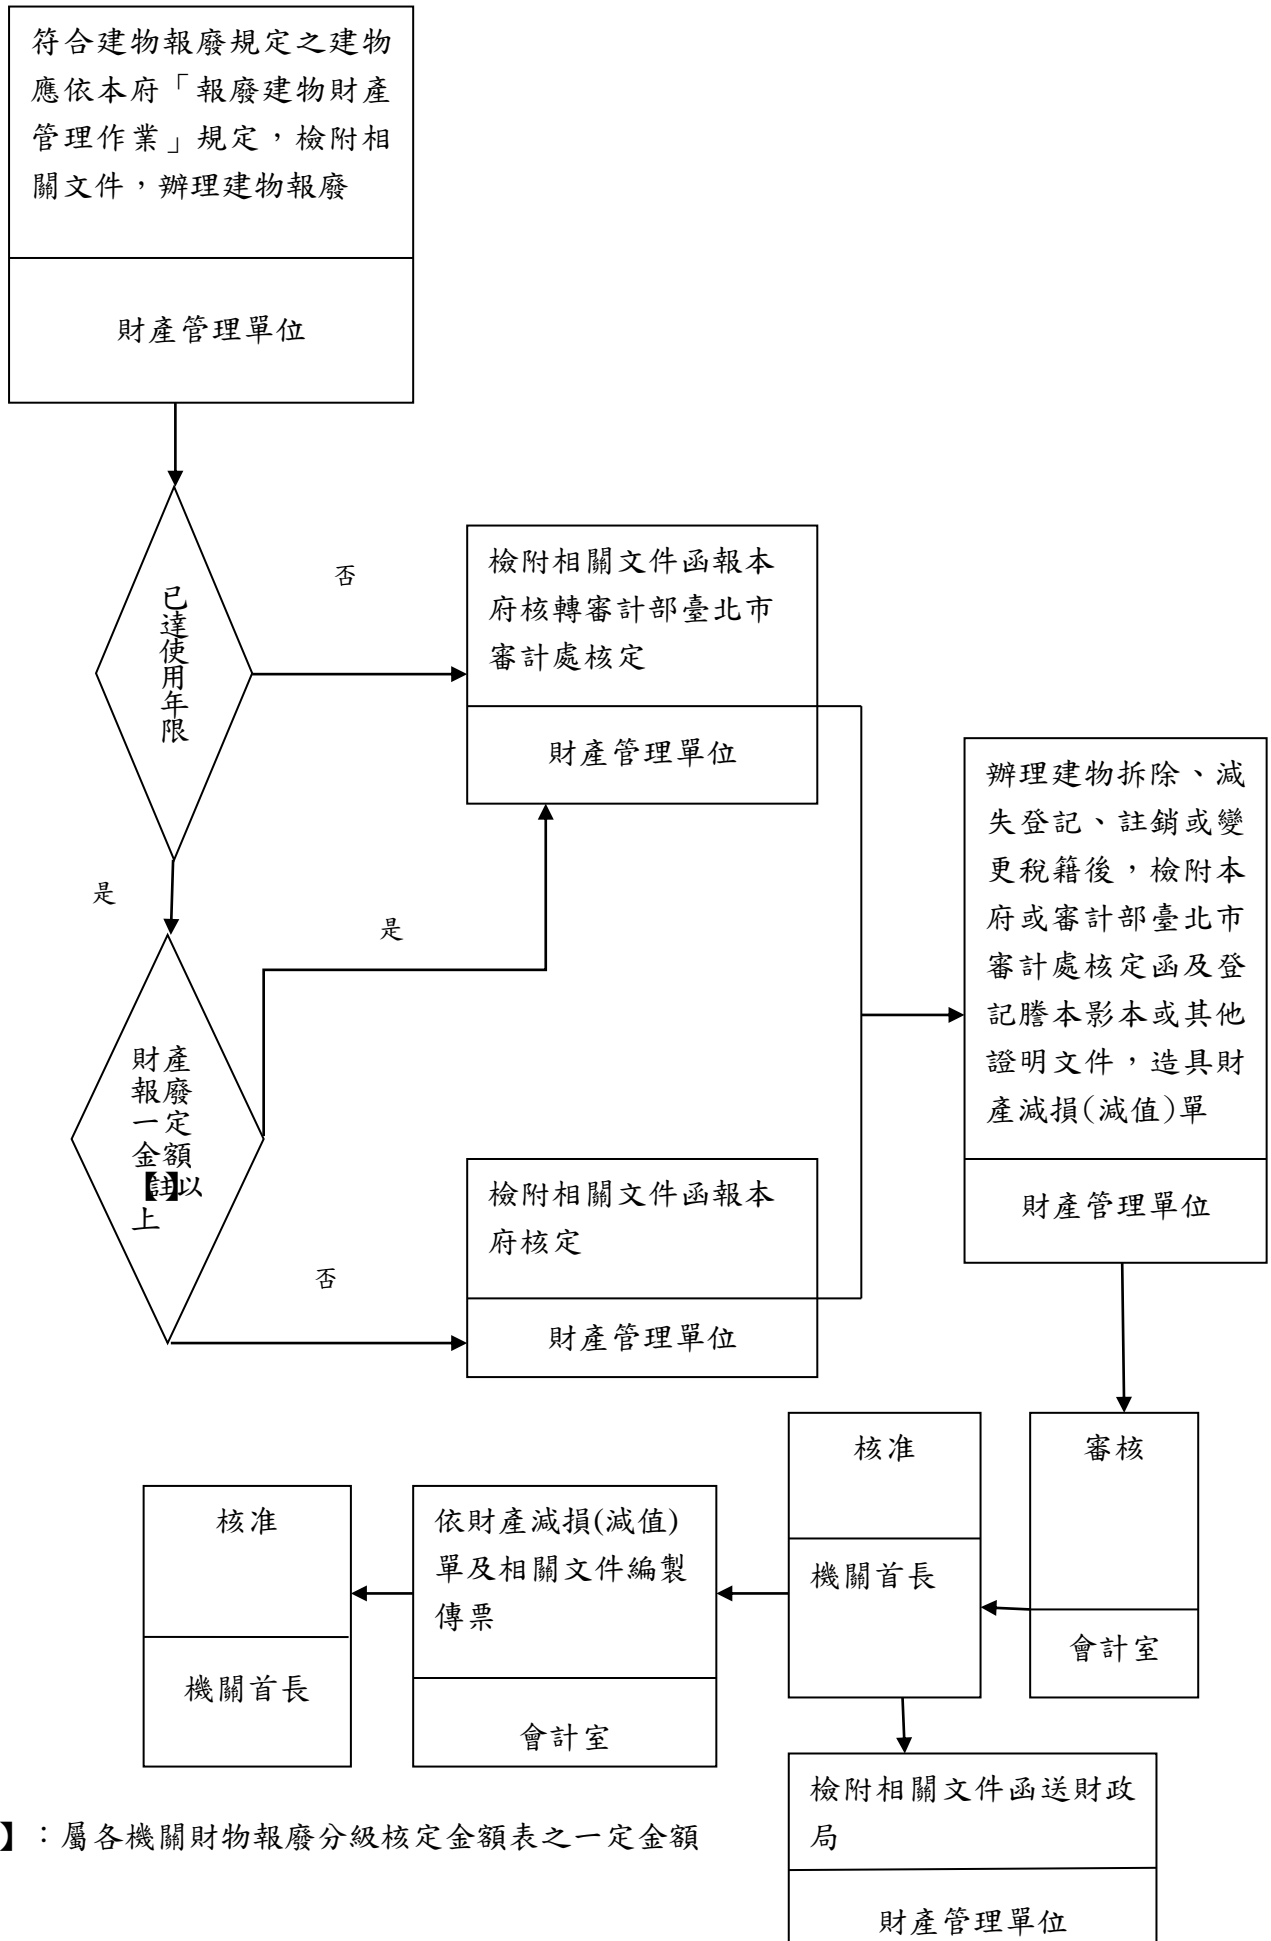 符合建物報廢規定之建物
應依本府「報廢建物財產
管理作業」規定，檢附相
關文件，辦理建物報廢
財產管理單位
已達使用年限
否
檢附相關文件函報本
府核轉審計部臺北市
審計處核定
財產管理單位
是
是
財產
報廢
一定
金額
【註】以
上
否
檢附相關文件函報本
府核定
財產管理單位
辦理建物拆除、減
失登記、註銷或變
更稅籍後，檢附本
府或審計部臺北市
審計處核定函及登
記謄本影本或其他
證明文件，造具財
產減損(減值)單
財產管理單位
審核
會計室
核准
機關首長
依財產減損(減值)
單及相關文件編製
傳票
會計室
核准
機關首長
檢附相關文件函送財政
局
財產管理單位
】：屬各機關財物報廢分級核定金額表之一定金額